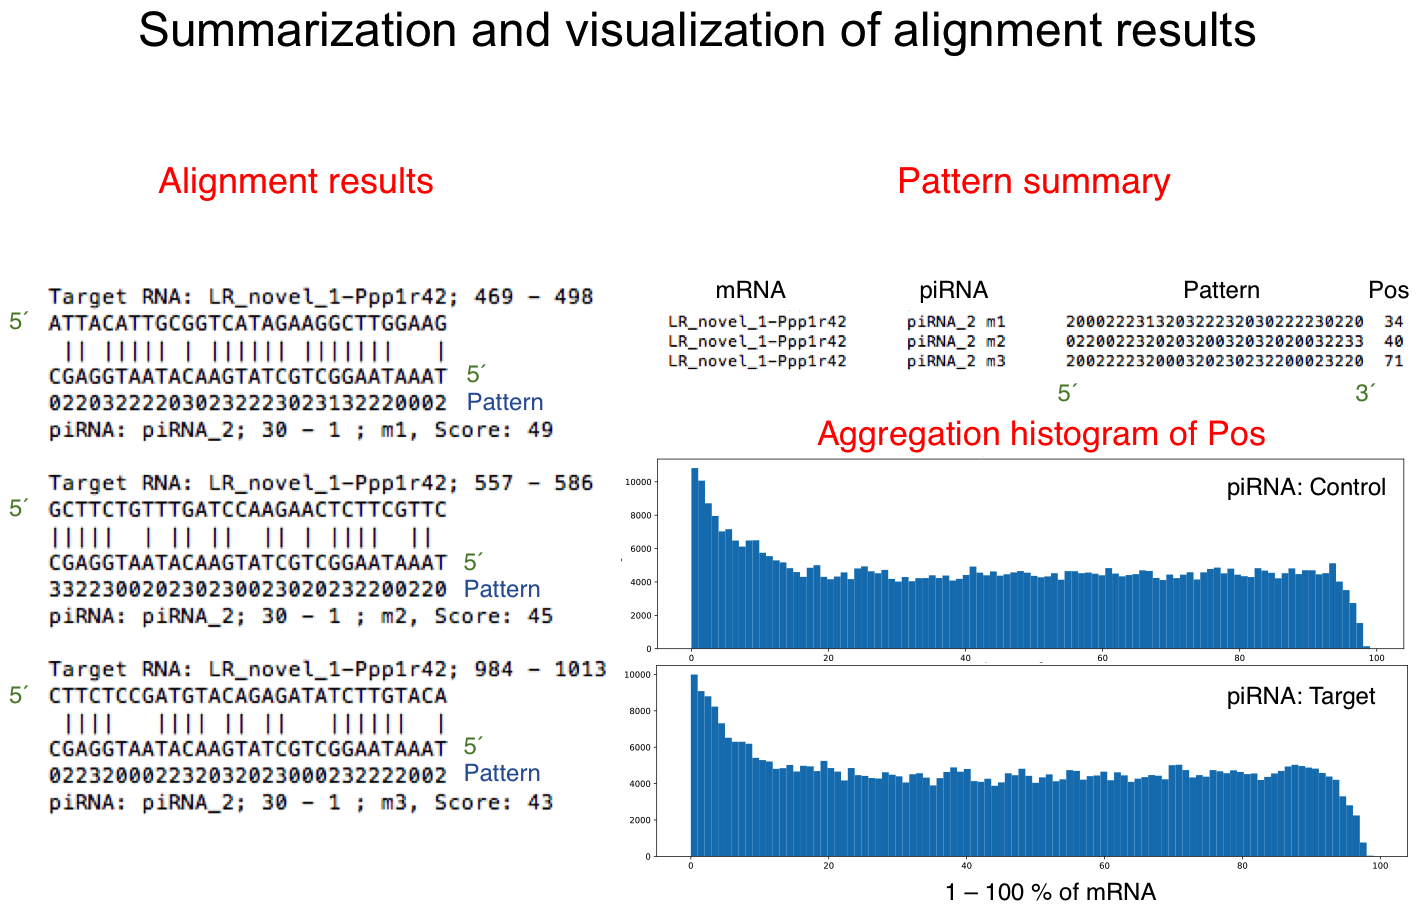 Summarization and visualization of alignment results
Alignment results
Target RNA: LR_novel_1-Ppp1r42; 469 - 498
5´ ATTACATTGCGGTCATAGAAGGCTTGGAAG
|| ||||| | |||||| ||||||| |
CGAGGTAATACAAGTATCGTCGGAATAAAT 5´
022032222030232223023132220002 Pattern
piRNA: piRNA_2; 30 - 1 ; m1, Score: 49
Target RNA: LR_novel_1-Ppp1r42; 557 - 586
5´ GCTTCTGTTTGATCCAAGAACTCTTCGTTC
||||| | || || || | |||| ||
CGAGGTAATACAAGTATCGTCGGAATAAAT 5´
332230020230230023020232200220 Pattern
piRNA: piRNA_2; 30 - 1 ; m2, Score: 45
Target RNA: LR_novel_1-Ppp1r42; 984 - 1013
5´ CTTCTCCGATGTACAGAGATATCTTGTACA
|||| |||| || || |||||| |
CGAGGTAATACAAGTATCGTCGGAATAAAT 5´
022320002232032023000232222002 Pattern
piRNA: piRNA_2; 30 - 1 ; m3, Score: 43
Pattern summary
mRNA piRNA Pattern Pos
LR_novel_1-Ppp1r42 piRNA_2 m1 200022231320322232030222230220 34
LR_novel_1-Ppp1r42 piRNA_2 m2 022002232020320032032020032233 40
LR_novel_1-Ppp1r42 piRNA_2 m3 200222232000320230232200023220 71
5´ 3´
Aggregation histogram of Pos
piRNA: Control
10000
8000
6000
4000
2000
0
0 20 40 60 80 100
piRNA: Target
10000
8000
6000
4000
2000
0
0 20 40 60 80 100
1 – 100 % of mRNA